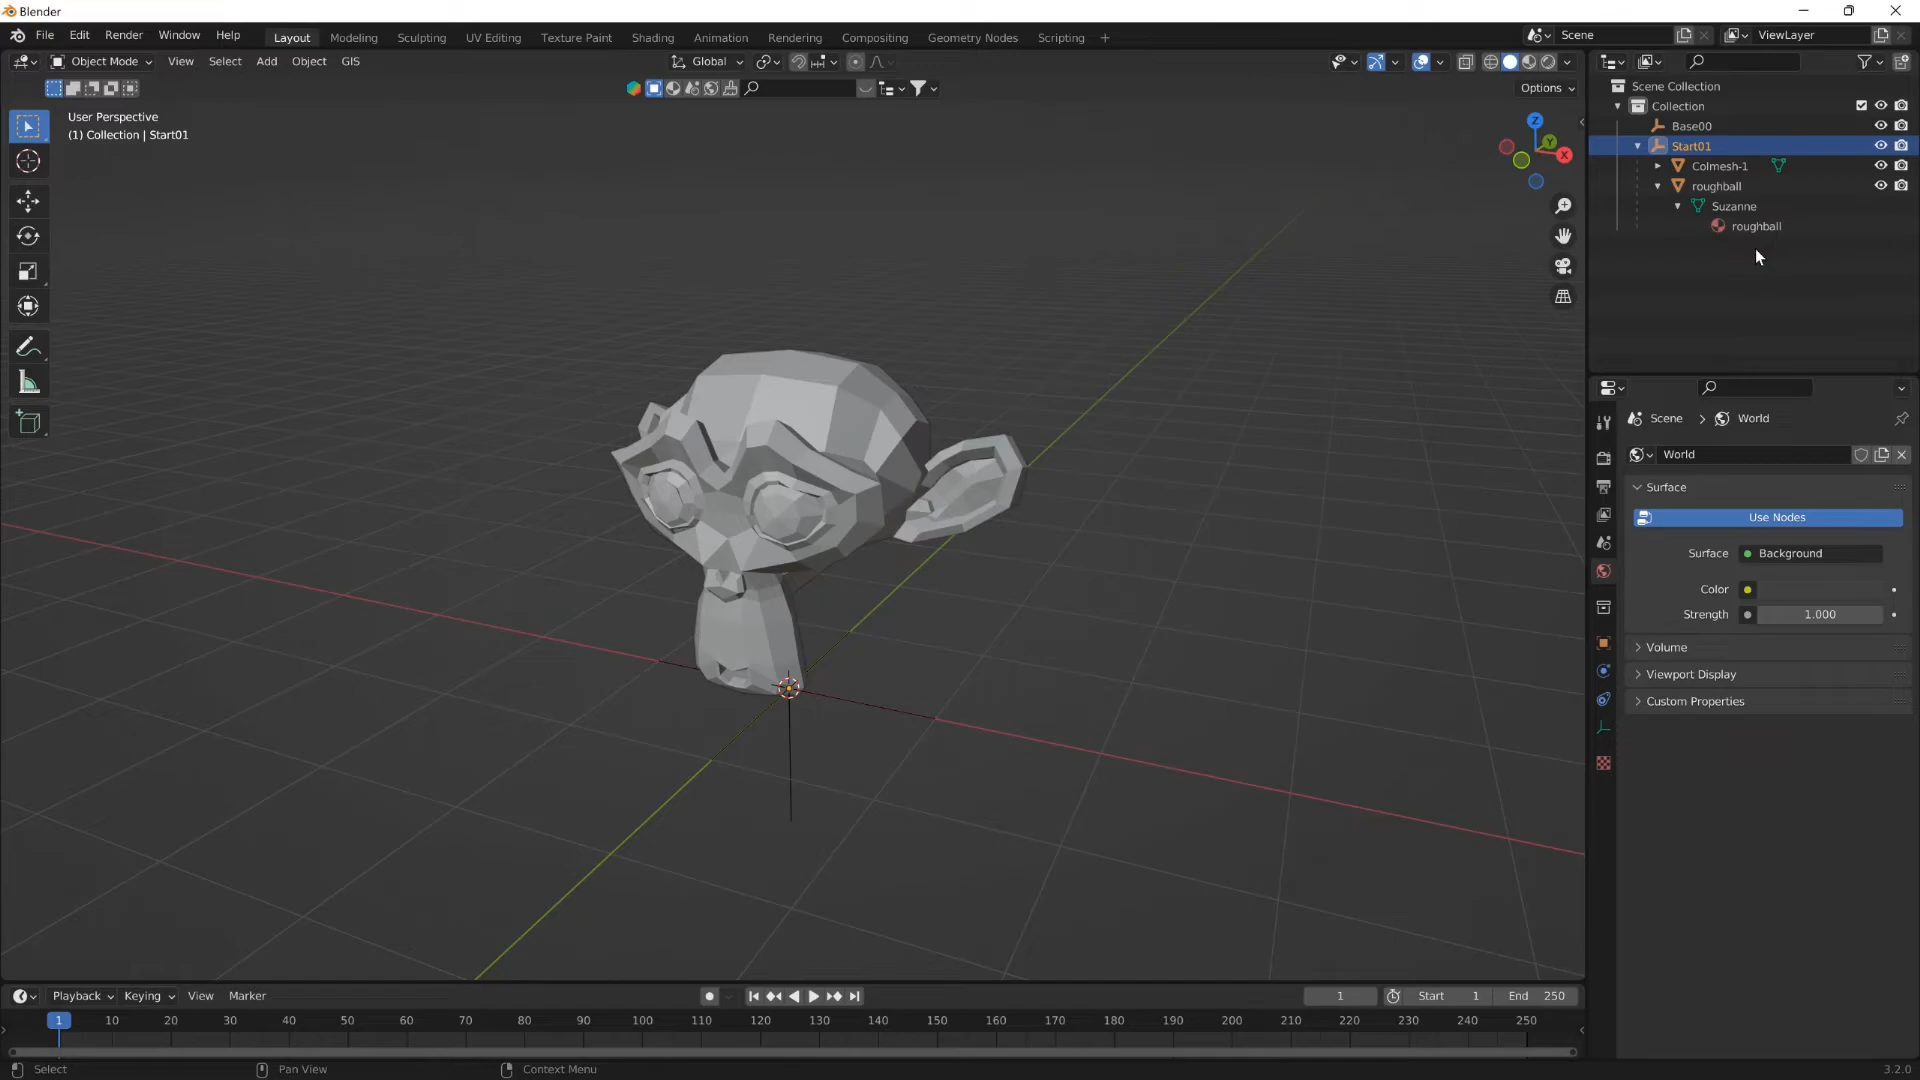 Blender
File Edit Render Window Help Layout Modeling Sculpting UV Editing Texture Paint Shading Animation Rendering Compositing Geometry Nodes Scripting + Scene ViewLayer
Object Mode View Select Add Object GIS Global
Options
User Perspective
(1) Collection | Start01
Z
Y
X
Scene Collection
Collection
Base00
Start01
Colmesh-1
roughball
Suzanne
roughball
Scene > World
World
Surface
Use Nodes
Surface Background
Color
Strength 1.000
Volume
Viewport Display
Custom Properties
Playback Keying View Marker 1 Start 1 End 250
1 10 20 30 40 50 60 70 80 90 100 110 120 130 140 150 160 170 180 190 200 210 220 230 240 250
Select Pan View Context Menu 3.2.0